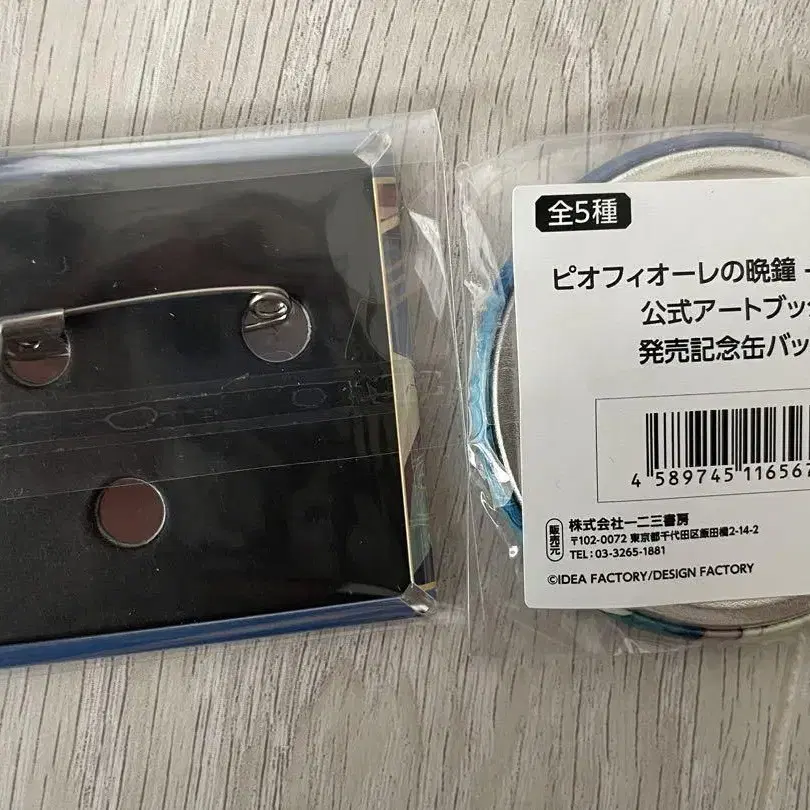 全5種
ピオフィオーレの晩鐘 -
公式アートブッ
発売記念缶バッ
4 589745 116567
販売元
株式会社一二三書房
〒102-0072 東京都千代田区飯田橋2-14-2
TEL：03-3265-1881
©IDEA FACTORY/DESIGN FACTORY